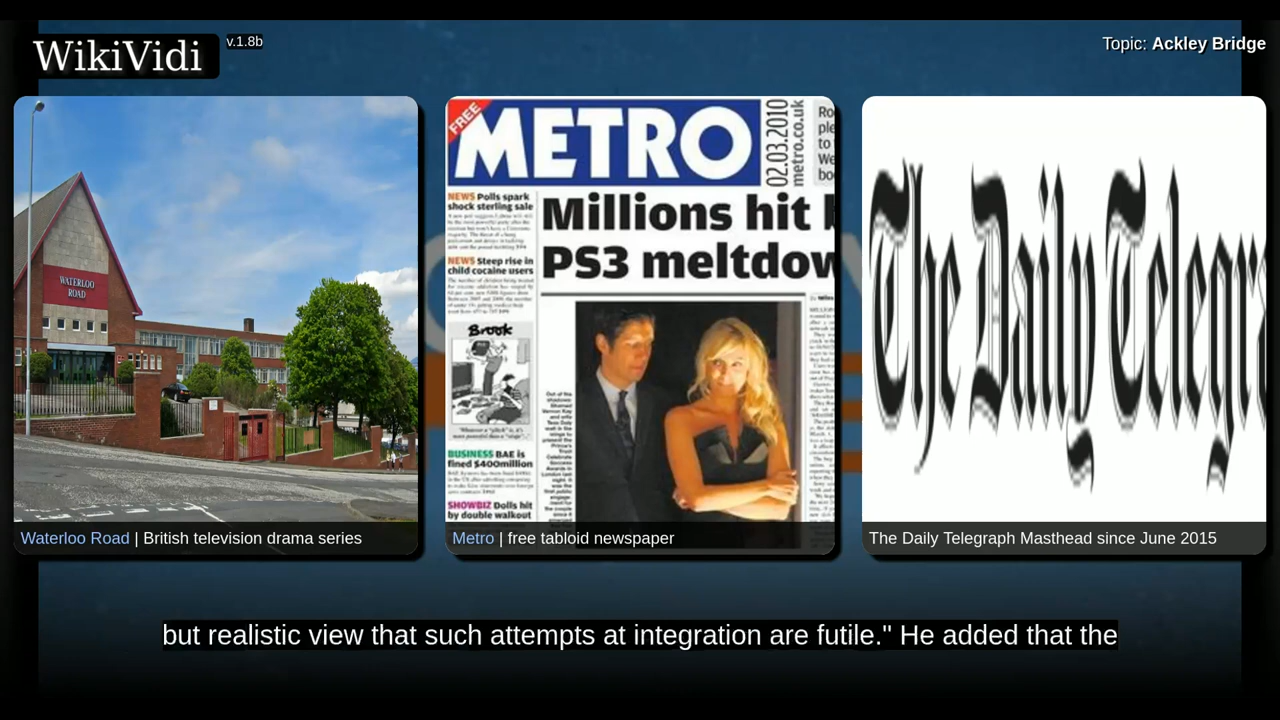 WikiVidi
v.1.8b
Topic: Ackley Bridge
WATERLOO
ROAD
FREE
METRO
02.03.2010
metro.co.uk
NEWS Polls spark
shock sterling sale
NEWS Steep rise in
child cocaine users
Brook
BUSINESS BAE is
fined $400million
SHOWBIZ Dolls hit
by double walkout
Millions hit
PS3 meltdow
The Daily Telegr
Waterloo Road | British television drama series
Metro | free tabloid newspaper
The Daily Telegraph Masthead since June 2015
but realistic view that such attempts at integration are futile." He added that the